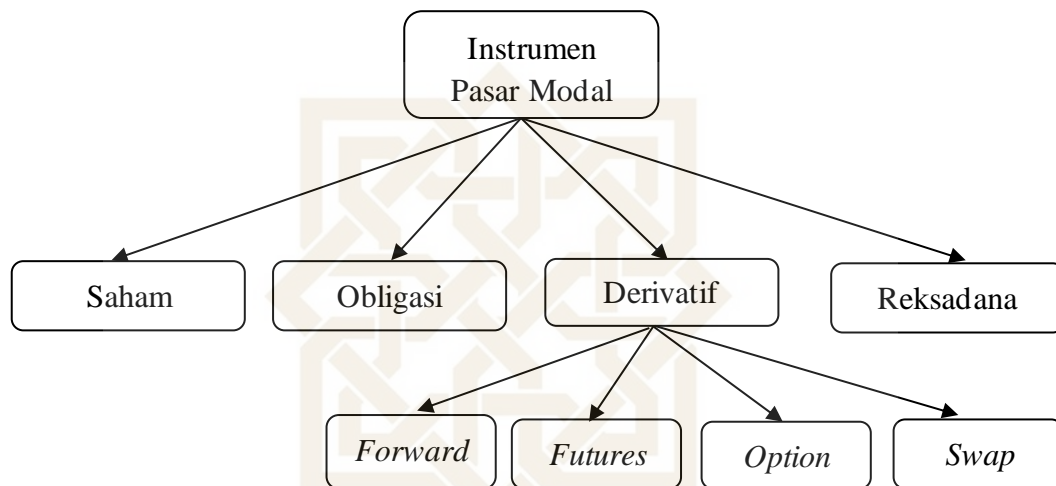 Instrumen
Pasar Modal
Saham
Obligasi
Derivatif
Reksadana
Forward
Futures
Option
Swap